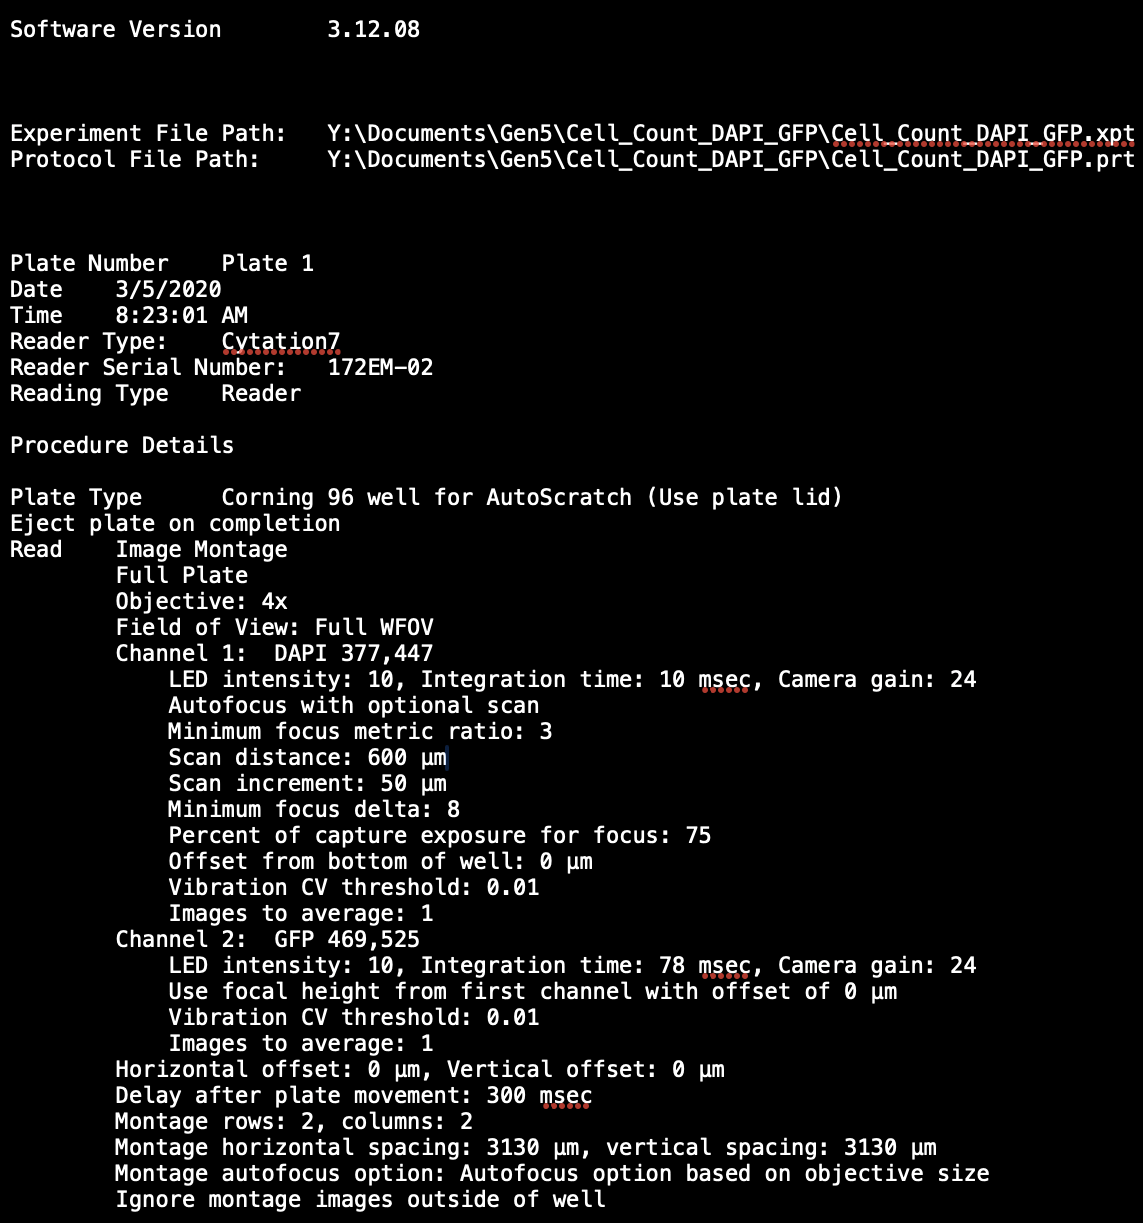 Software Version 3.12.08
Experiment File Path: Y:\Documents\Gen5\Cell_Count_DAPI_GFP\Cell_Count_DAPI_GFP.xpt
Protocol File Path: Y:\Documents\Gen5\Cell_Count_DAPI_GFP\Cell_Count_DAPI_GFP.prt
Plate Number Plate 1
Date 3/5/2020
Time 8:23:01 AM
Reader Type: Cytation7
Reader Serial Number: 172EM-02
Reading Type Reader
Procedure Details
Plate Type Corning 96 well for AutoScratch (Use plate lid)
Eject plate on completion
Read Image Montage
Full Plate
Objective: 4x
Field of View: Full WFOV
Channel 1: DAPI 377,447
LED intensity: 10, Integration time: 10 msec, Camera gain: 24
Autofocus with optional scan
Minimum focus metric ratio: 3
Scan distance: 600 µm
Scan increment: 50 µm
Minimum focus delta: 8
Percent of capture exposure for focus: 75
Offset from bottom of well: 0 µm
Vibration CV threshold: 0.01
Images to average: 1
Channel 2: GFP 469,525
LED intensity: 10, Integration time: 78 msec, Camera gain: 24
Use focal height from first channel with offset of 0 µm
Vibration CV threshold: 0.01
Images to average: 1
Horizontal offset: 0 µm, Vertical offset: 0 µm
Delay after plate movement: 300 msec
Montage rows: 2, columns: 2
Montage horizontal spacing: 3130 µm, vertical spacing: 3130 µm
Montage autofocus option: Autofocus option based on objective size
Ignore montage images outside of well